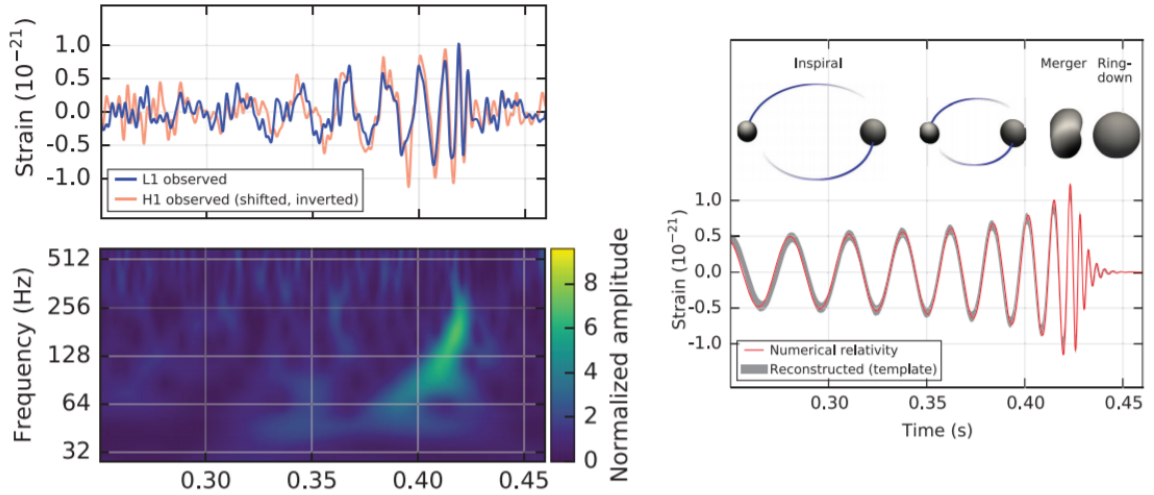 Strain (10⁻²¹)
1.0
0.5
0.0
-0.5
-1.0
L1 observed
H1 observed (shifted, inverted)
Frequency (Hz)
512
256
128
64
32
0.30
0.35
0.40
0.45
Normalized amplitude
8
6
4
2
0
Inspiral
Merger
Ring-
down
Strain (10⁻²¹)
1.0
0.5
0.0
-0.5
-1.0
Numerical relativity
Reconstructed (template)
0.30
0.35
0.40
0.45
Time (s)